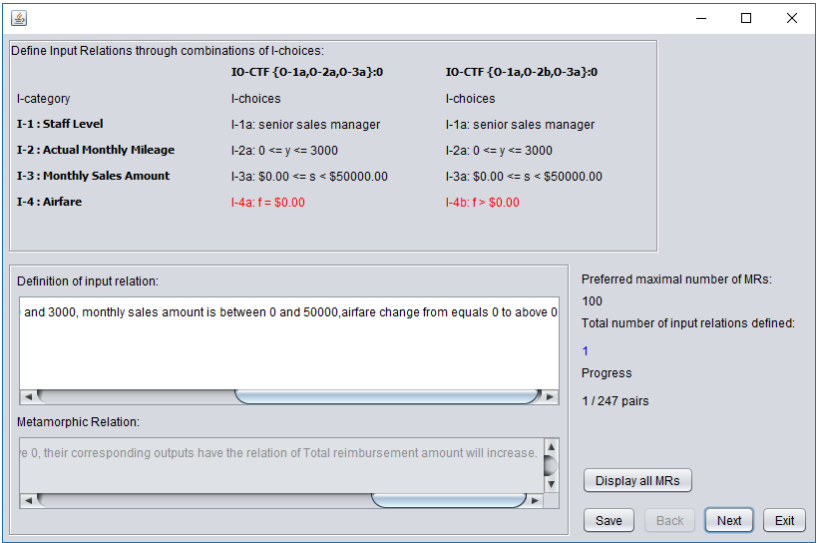 Define Input Relations through combinations of I-choices:
IO-CTF {O-1a,O-2a,O-3a}:0 IO-CTF {O-1a,O-2b,O-3a}:0
I-category I-choices I-choices
I-1 : Staff Level I-1a: senior sales manager I-1a: senior sales manager
I-2 : Actual Monthly Mileage I-2a: 0 <= y <= 3000 I-2a: 0 <= y <= 3000
I-3 : Monthly Sales Amount I-3a: $0.00 <= s < $50000.00 I-3a: $0.00 <= s < $50000.00
I-4 : Airfare I-4a: f = $0.00 I-4b: f > $0.00
Definition of input relation:
and 3000, monthly sales amount is between 0 and 50000,airfare change from equals 0 to above 0
Metamorphic Relation:
0, their corresponding outputs have the relation of Total reimbursement amount will increase.
Preferred maximal number of MRs:
100
Total number of input relations defined:
1
Progress
1 / 247 pairs
Display all MRs
Save Back Next Exit